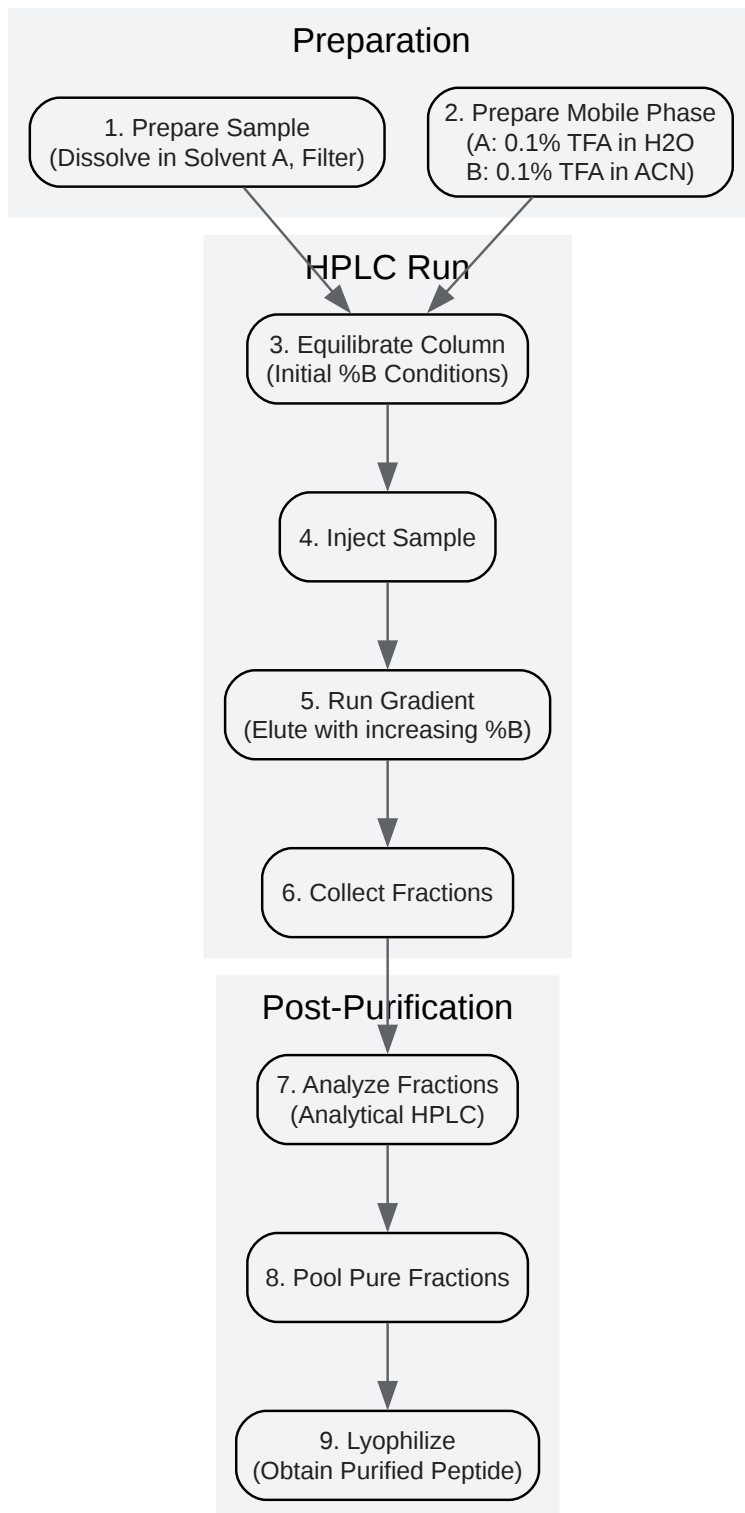 Preparation
1. Prepare Sample
(Dissolve in Solvent A, Filter)
2. Prepare Mobile Phase
(A: 0.1% TFA in H2O
B: 0.1% TFA in ACN)
HPLC Run
3. Equilibrate Column
(Initial %B Conditions)
4. Inject Sample
5. Run Gradient
(Elute with increasing %B)
6. Collect Fractions
Post-Purification
7. Analyze Fractions
(Analytical HPLC)
8. Pool Pure Fractions
9. Lyophilize
(Obtain Purified Peptide)